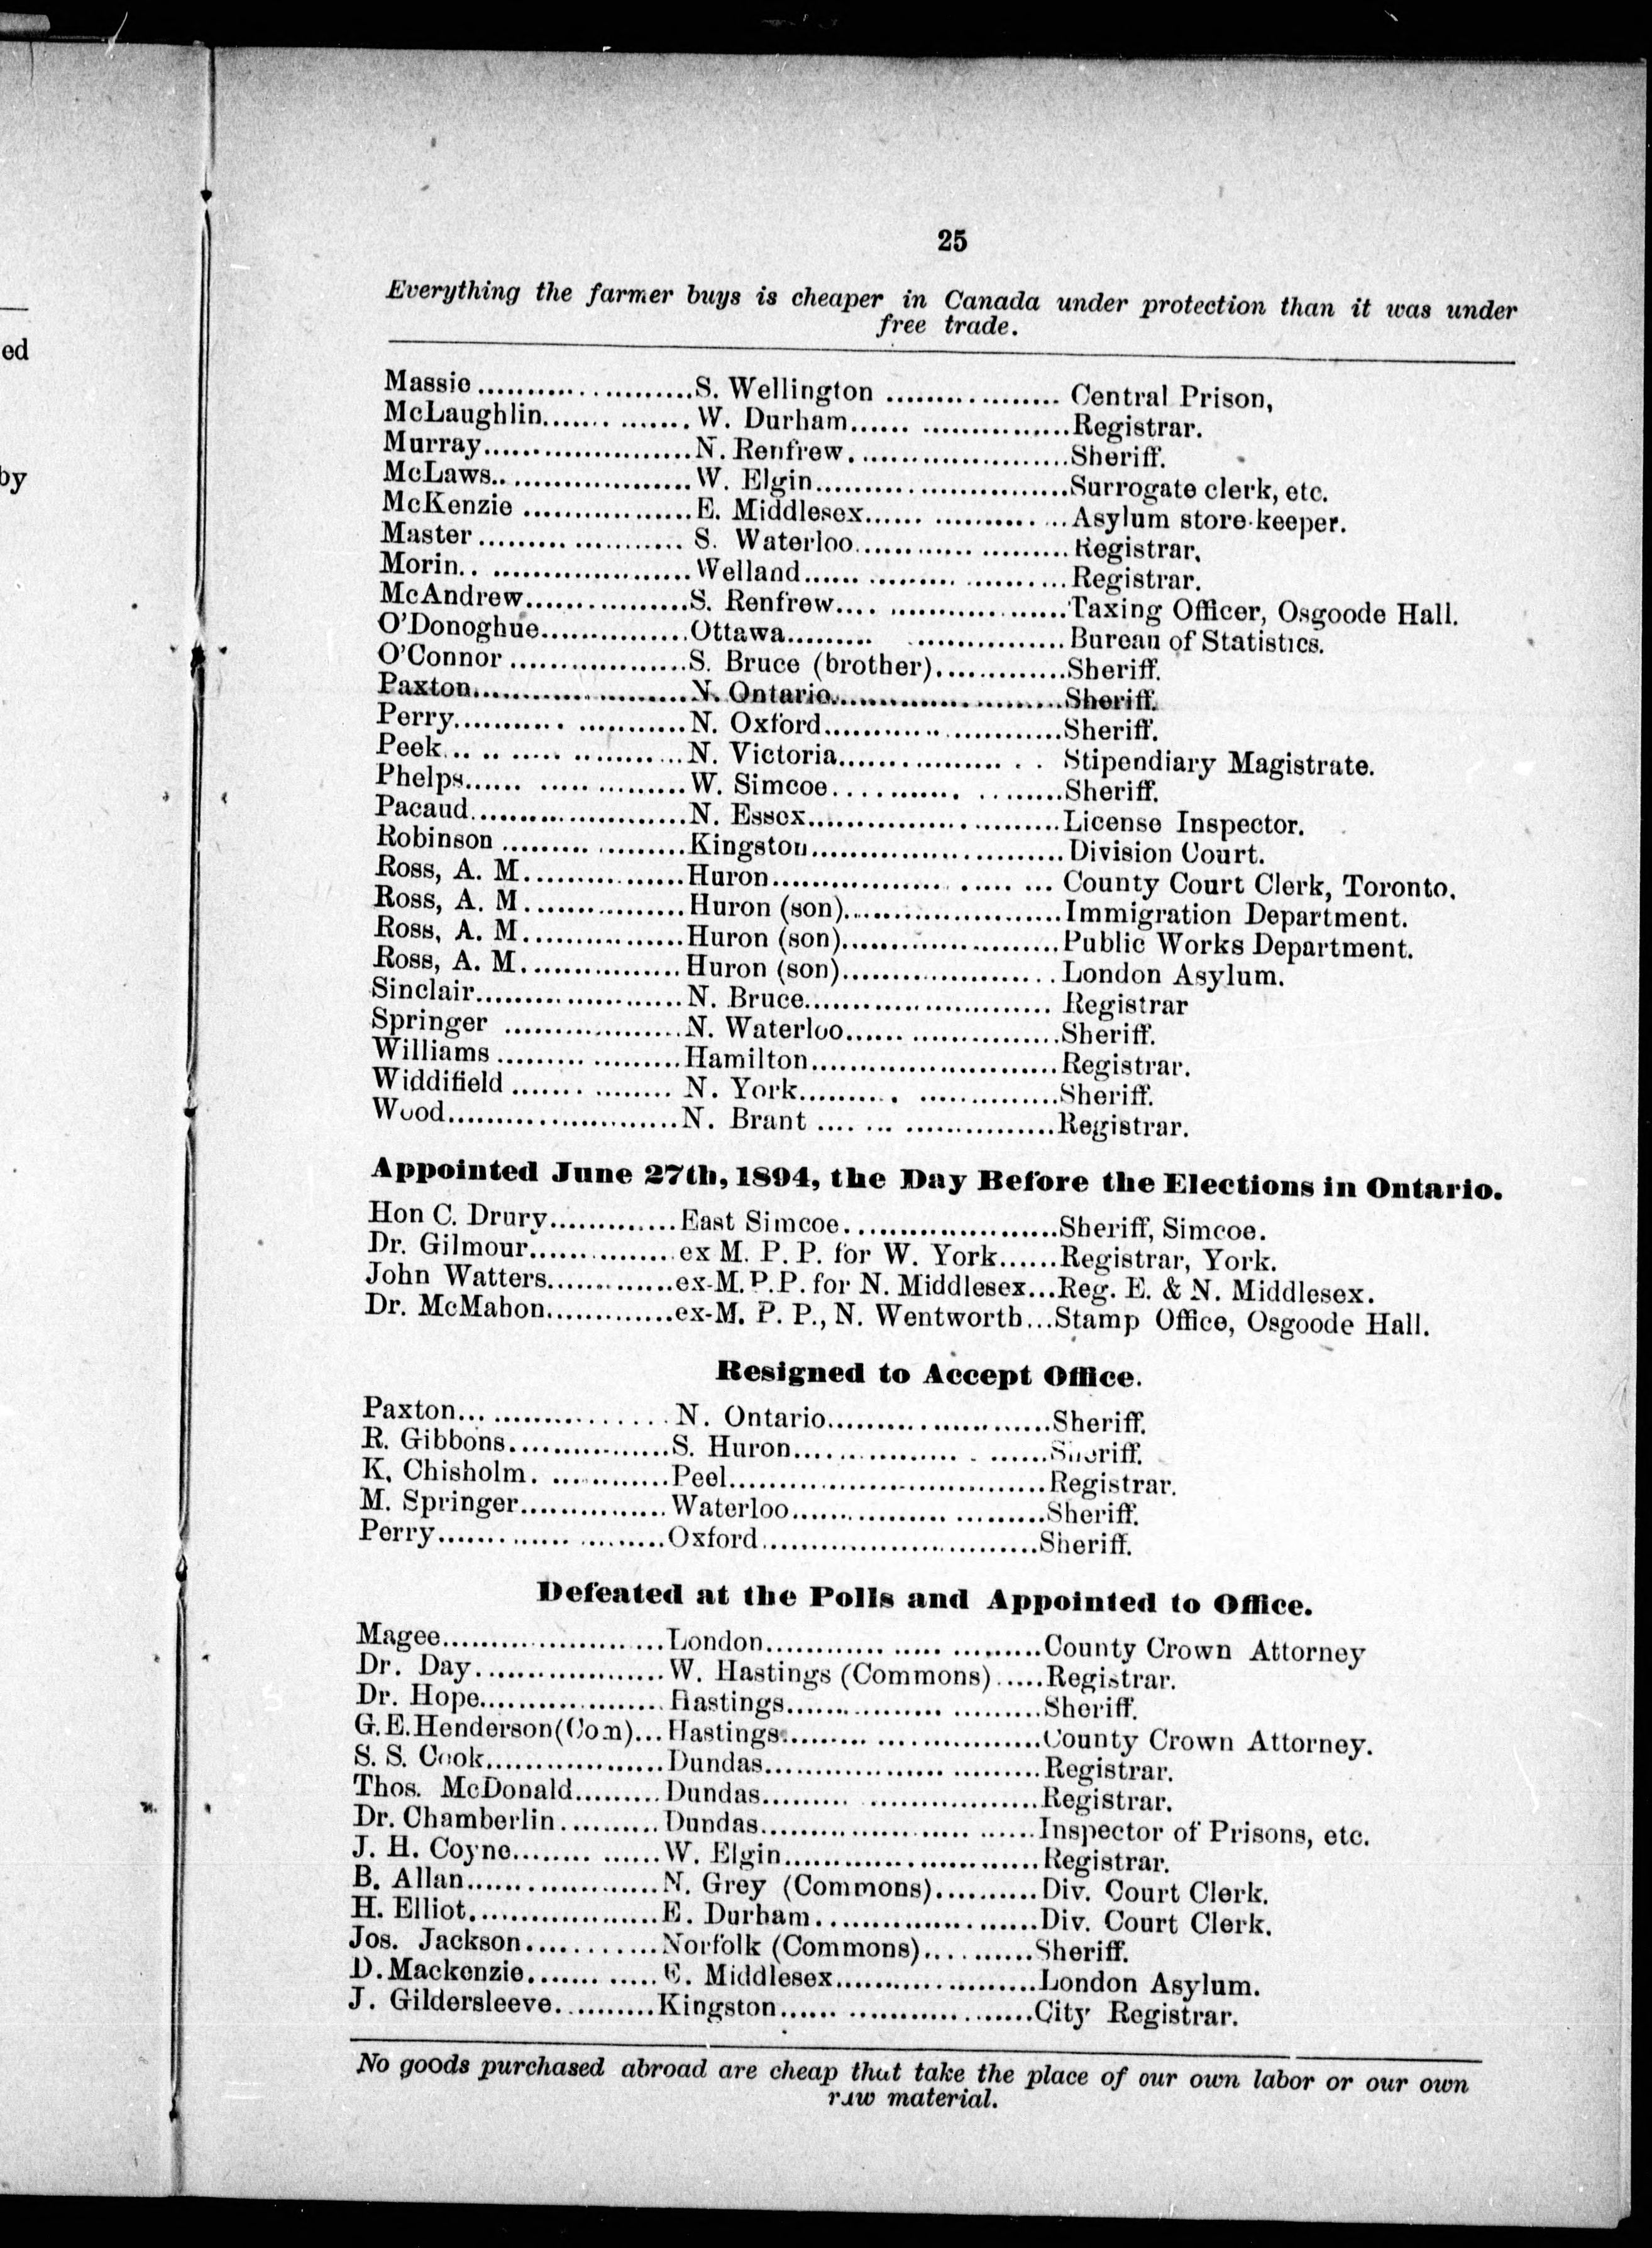 ed
by
25
Everything the farmer buys is cheaper in Canada under protection than it was under
free trade.
Massie.....................S. Wellington ................. Central Prison,
McLaughlin...............W. Durham.....................Registrar.
Murray.....................N. Renfrew......................Sheriff.
McLaws....................W. Elgin..........................Surrogate clerk, etc.
McKenzie .................E. Middlesex....................Asylum store-keeper.
Master .................... S. Waterloo..................... Registrar.
Morin.......................Welland..........................Registrar.
McAndrew................S. Renfrew.......................Taxing Officer, Osgoode Hall.
O'Donoghue...............Ottawa........................... Bureau of Statistics.
O'Connor ..................S. Bruce (brother).............Sheriff.
Paxton......................N. Ontario.......................Sheriff.
Perry.......................N. Oxford........................Sheriff.
Peek........................N. Victoria.................... Stipendiary Magistrate.
Phelps......................W. Simcoe.......................Sheriff.
Pacaud......................N. Essex.........................License Inspector.
Robinson ..................Kingston......................... Division Court.
Ross, A. M................Huron........................... County Court Clerk, Toronto.
Ross, A. M................Huron (son)......................Immigration Department.
Ross, A. M................Huron (son)......................Public Works Department.
Ross, A. M................Huron (son)......................London Asylum.
Sinclair.....................N. Bruce......................... Registrar
Springer ..................N. Waterloo.....................Sheriff.
Williams ..................Hamilton.........................Registrar.
Widdifield ................ N. York..........................Sheriff.
Wood.......................N. Brant ........................Registrar.
Appointed June 27th, 1894, the Day Before the Elections in Ontario.
Hon C. Drury.............East Simcoe......................Sheriff, Simcoe.
Dr. Gilmour...............ex M. P. P. for W. York......Registrar, York.
John Watters.............ex-M.P.P. for N. Middlesex...Reg. E. & N. Middlesex.
Dr. McMahon.............ex-M. P. P., N. Wentworth...Stamp Office, Osgoode Hall.
Resigned to Accept Office.
Paxton......................N. Ontario.......................Sheriff.
R. Gibbons................S. Huron.........................Sheriff.
K. Chisholm. ............Peel................................Registrar.
M. Springer...............Waterloo.........................Sheriff.
Perry.......................Oxford............................Sheriff.
Defeated at the Polls and Appointed to Office.
Magee......................London............................County Crown Attorney
Dr. Day...................W. Hastings (Commons).....Registrar.
Dr. Hope..................Hastings.........................Sheriff.
G.E.Henderson(Com)...Hastings.........................County Crown Attorney.
S. S. Cook..................Dundas...........................Registrar.
Thos. McDonald.........Dundas...........................Registrar.
Dr. Chamberlin..........Dundas...........................Inspector of Prisons, etc.
J. H. Coyne...............W. Elgin..........................Registrar.
B. Allan...................N. Grey (Commons)..........Div. Court Clerk.
H. Elliot...................E. Durham......................Div. Court Clerk.
Jos. Jackson............Norfolk (Commons)..........Sheriff.
D. Mackenzie............E. Middlesex....................London Asylum.
J. Gildersleeve..........Kingston.........................City Registrar.
No goods purchased abroad are cheap that take the place of our own labor or our own
raw material.